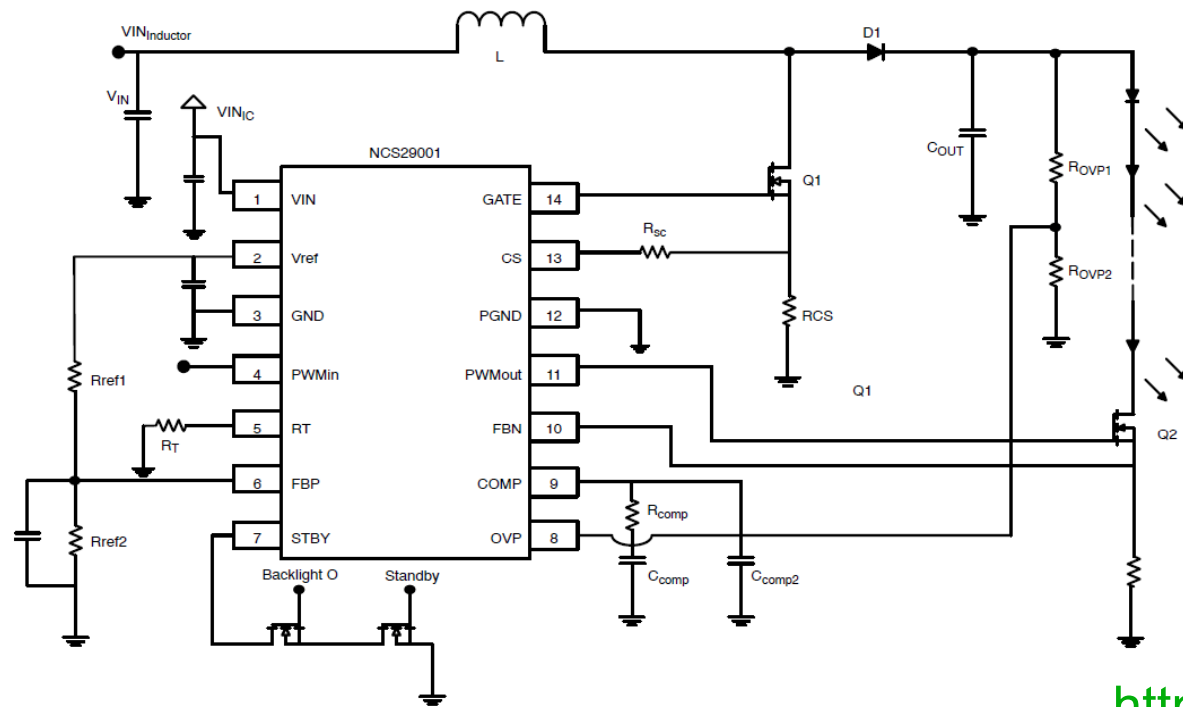 VINInductor
L
D1
VIN
VINIC
NCS29001
COUT
ROVP1
1 VIN GATE 14
Q1
Rsc
2 Vref CS 13
ROVP2
3 GND PGND 12
RCS
Rref1
4 PWMin PWMout 11
Q1
RT
5 RT FBN 10
Q2
6 FBP COMP 9
Rcomp
Rref2
7 STBY OVP 8
Ccomp
Ccomp2
Backlight O Standby